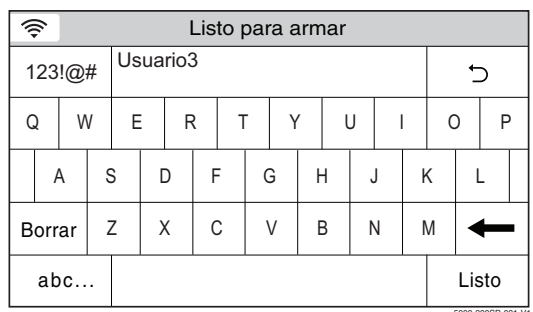 Listo para armar
123!@# Usuario3
Q W E R T Y U I O P
A S D F G H J K L
Borrar Z X C V B N M
abc... Listo